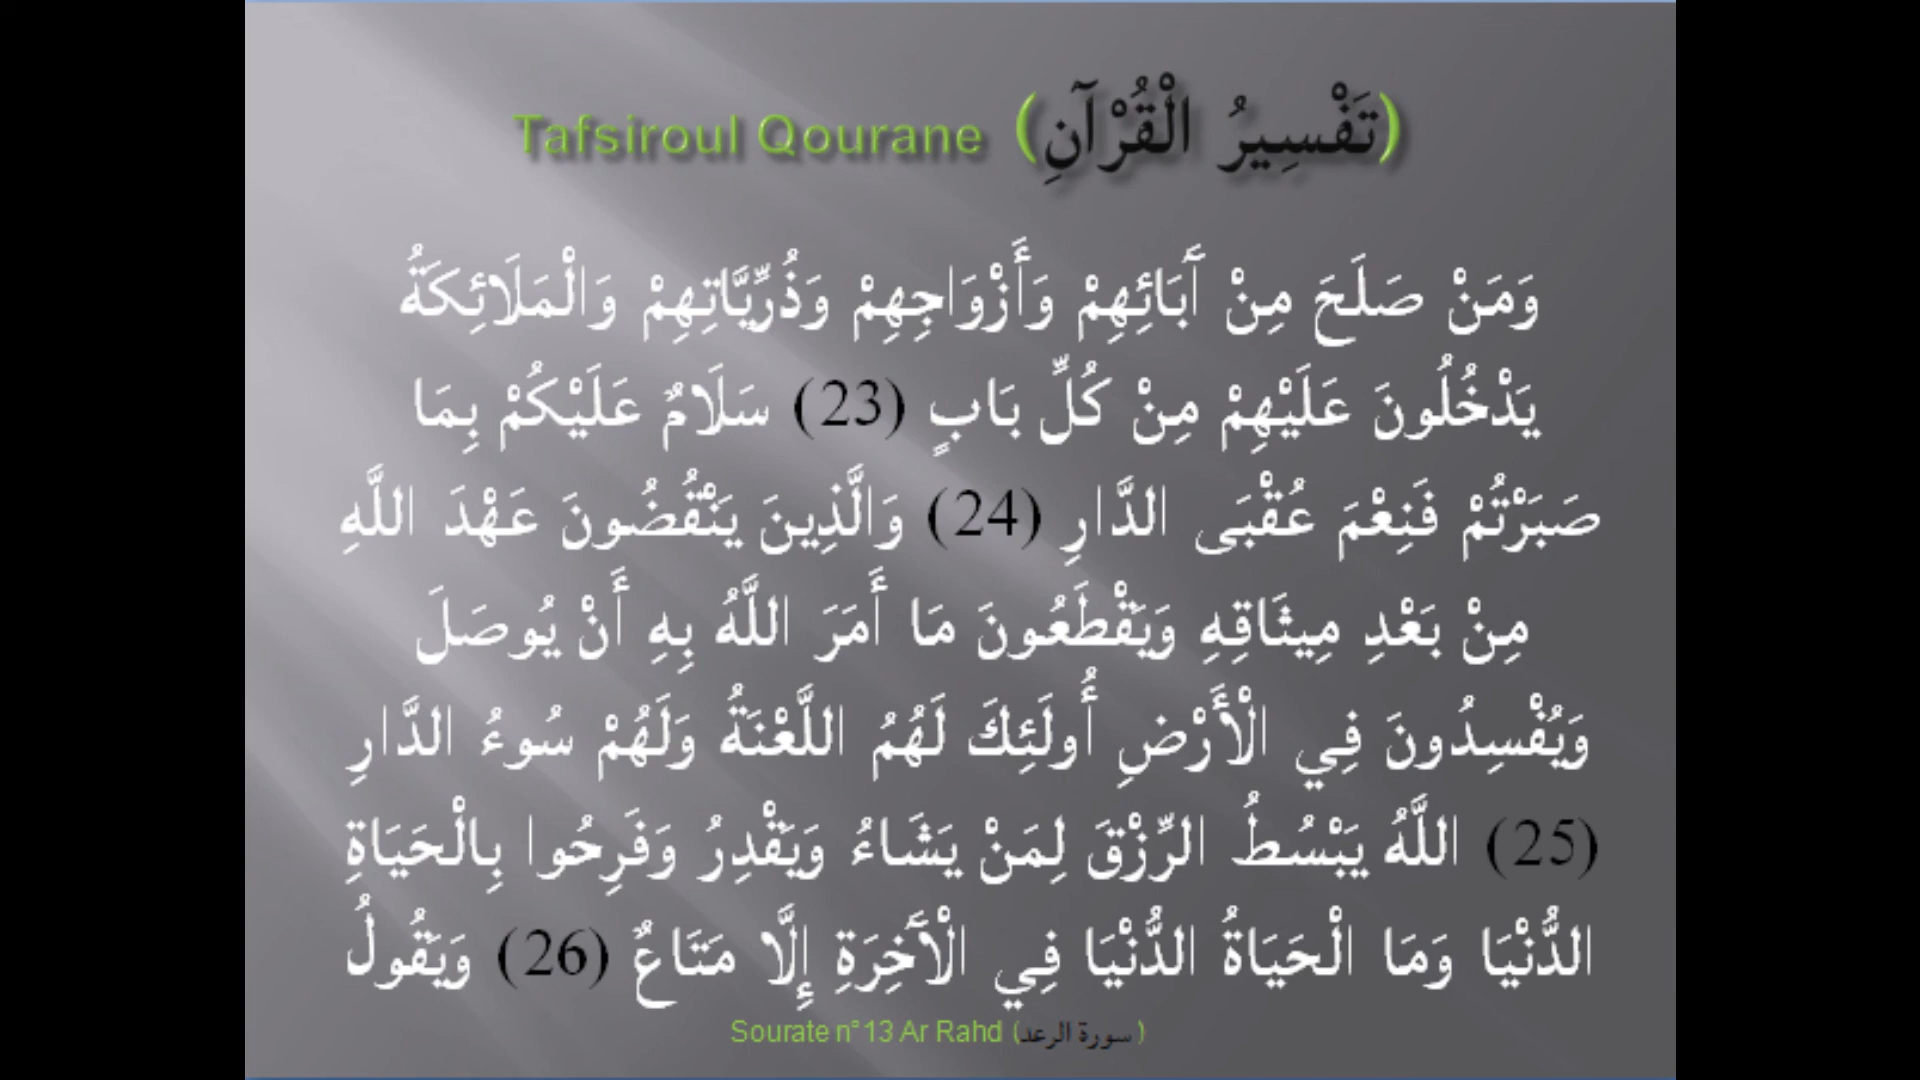 Tafsiroul Qourane (تَفْسِيرُ الْقُرْآنِ)
وَمَنْ صَلَحَ مِنْ آَبَائِهِمْ وَأَزْوَاجِهِمْ وَذُرِّيَّاتِهِمْ وَالْمَلَائِكَةُ
يَدْخُلُونَ عَلَيْهِمْ مِنْ كُلِّ بَابٍ (23) سَلَامٌ عَلَيْكُمْ بِمَا
صَبَرْتُمْ فَنِعْمَ عُقْبَى الدَّارِ (24) وَالَّذِينَ يَنْقُضُونَ عَهْدَ اللَّهِ
مِنْ بَعْدِ مِيثَاقِهِ وَيَقْطَعُونَ مَا أَمَرَ اللَّهُ بِهِ أَنْ يُوصَلَ
وَيُفْسِدُونَ فِي الْأَرْضِ أُولَئِكَ لَهُمُ اللَّعْنَةُ وَلَهُمْ سُوءُ الدَّارِ
(25) اللَّهُ يَبْسُطُ الرِّزْقَ لِمَنْ يَشَاءُ وَيَقْدِرُ وَفَرِحُوا بِالْحَيَاةِ
الدُّنْيَا وَمَا الْحَيَاةُ الدُّنْيَا فِي الْآَخِرَةِ إِلَّا مَتَاعٌ (26) وَيَقُولُ
Sourate n°13 Ar Rahd (سورة الرعد)